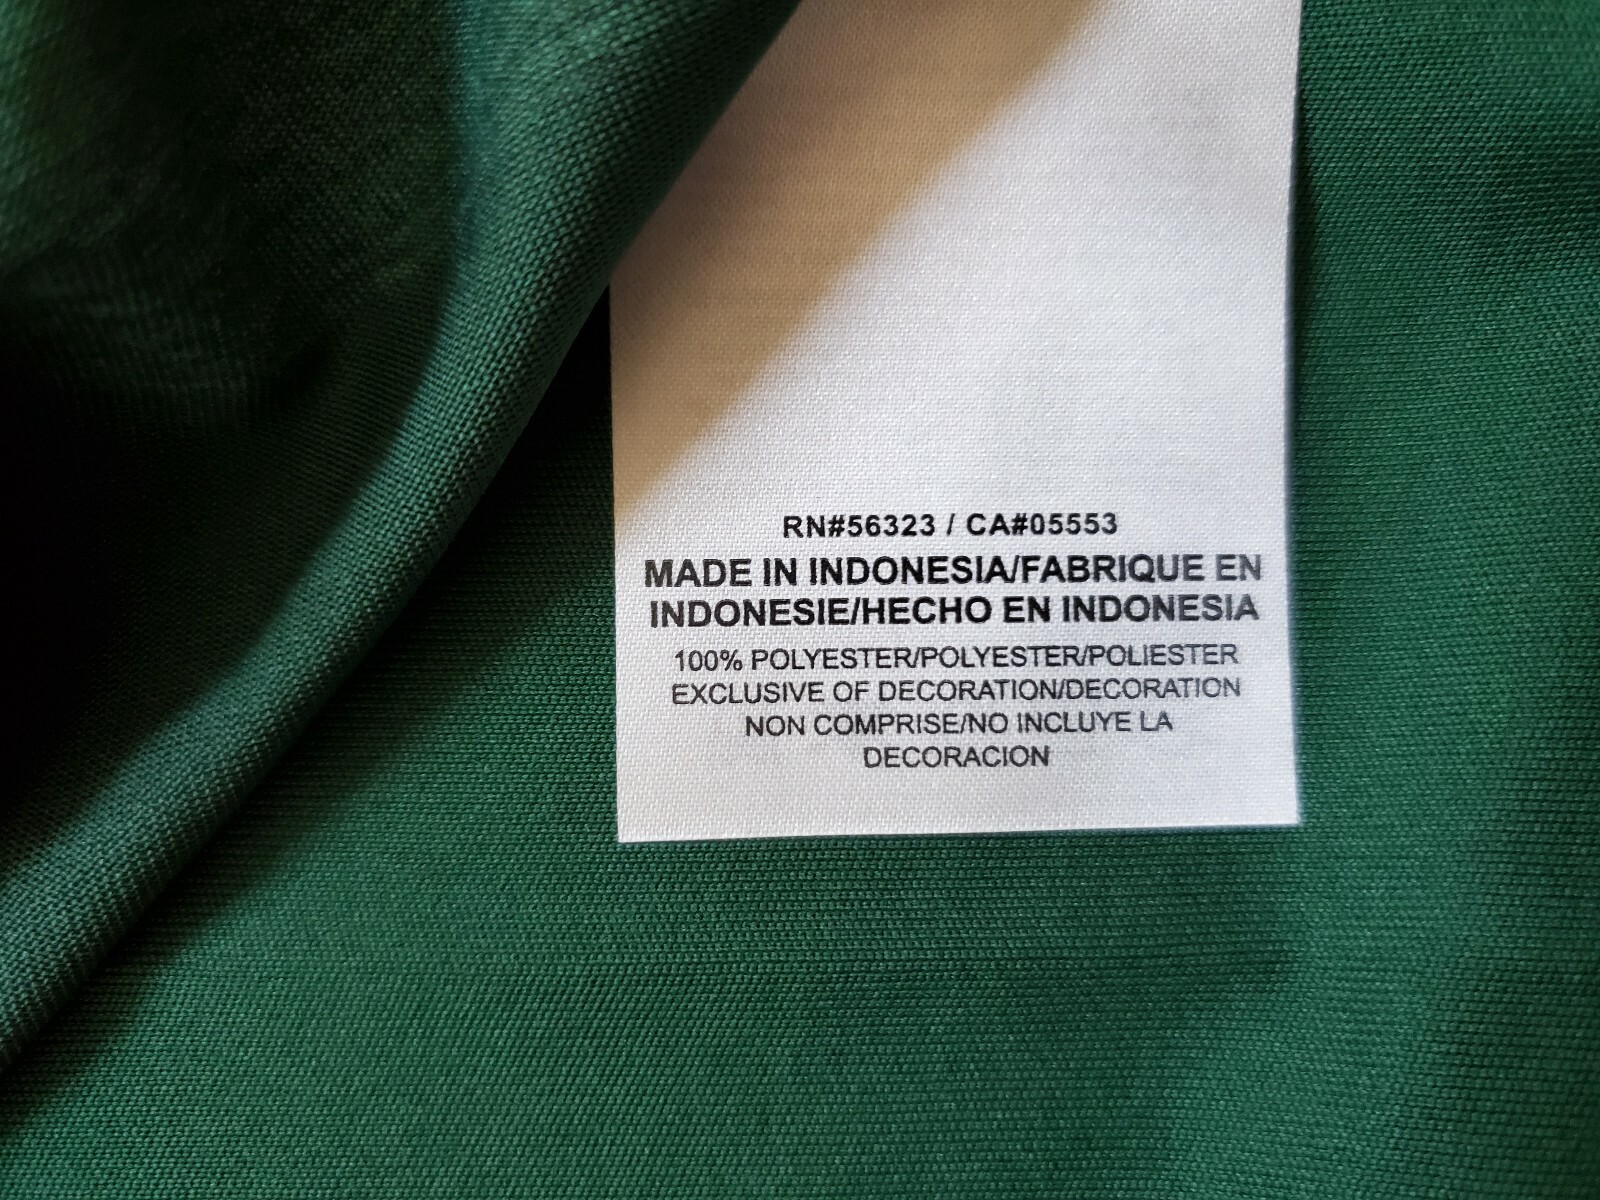 RN#56323 / CA#05553
MADE IN INDONESIA/FABRIQUE EN
INDONESIE/HECHO EN INDONESIA
100% POLYESTER/POLYESTER/POLIESTER
EXCLUSIVE OF DECORATION/DECORATION
NON COMPRISE/NO INCLUYE LA
DECORACION